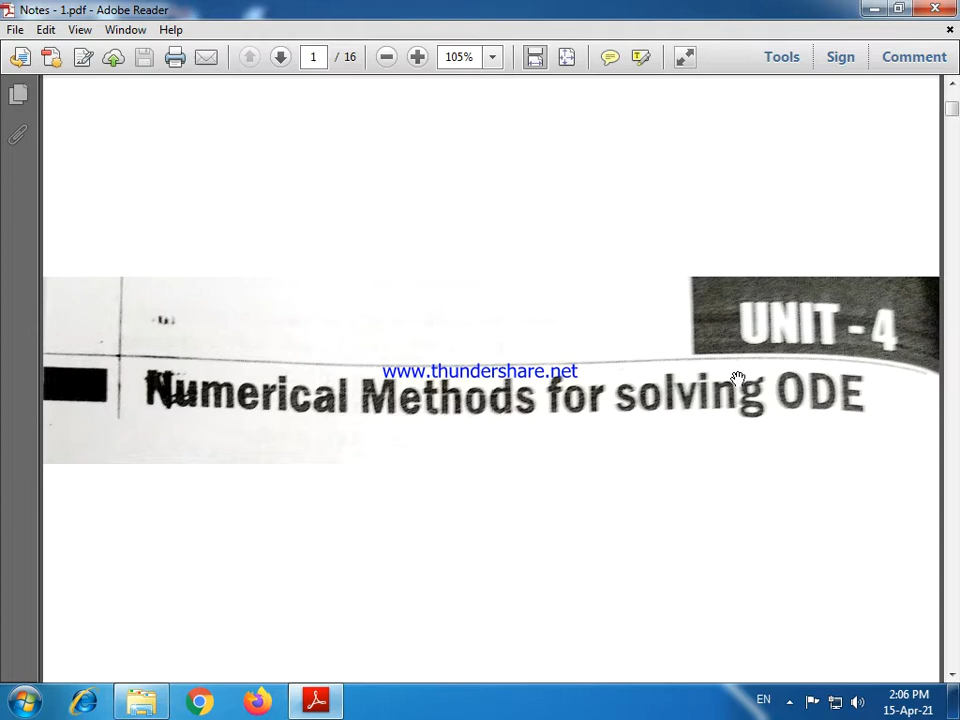 Notes - 1.pdf - Adobe Reader
File Edit View Window Help
1 / 16 105% Tools Sign Comment
UNIT - 4
www.thundershare.net
Numerical Methods for solving ODE
EN 2:06 PM
15-Apr-21